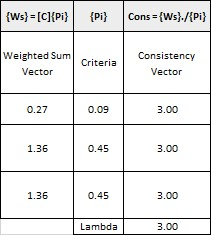 {Ws} = [C]{Pi} {Pi} Cons = {Ws}./{Pi}
Weighted Sum Vector Criteria Consistency Vector
0.27 0.09 3.00
1.36 0.45 3.00
1.36 0.45 3.00
Lambda 3.00